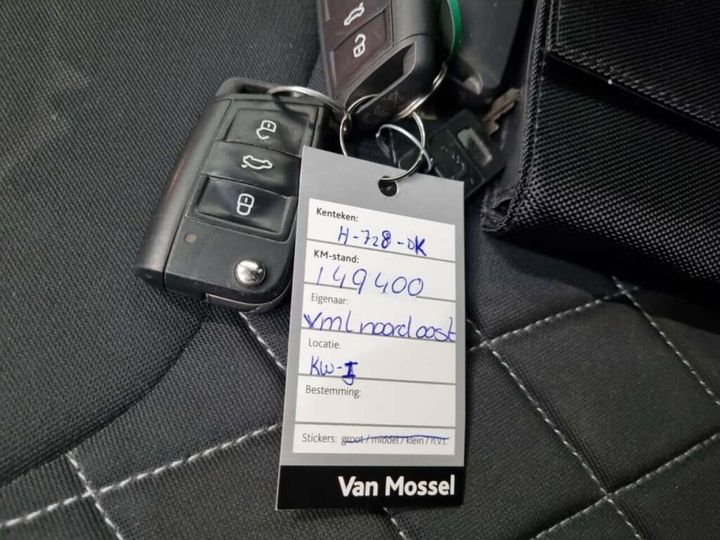 Kenteken:
H-728-DK
KM-stand:
149400
Eigenaar:
vml noordoost
Locatie:
KW-I
Bestemming:
Stickers: groot / middel / klein / n.v.t.
Van Mossel